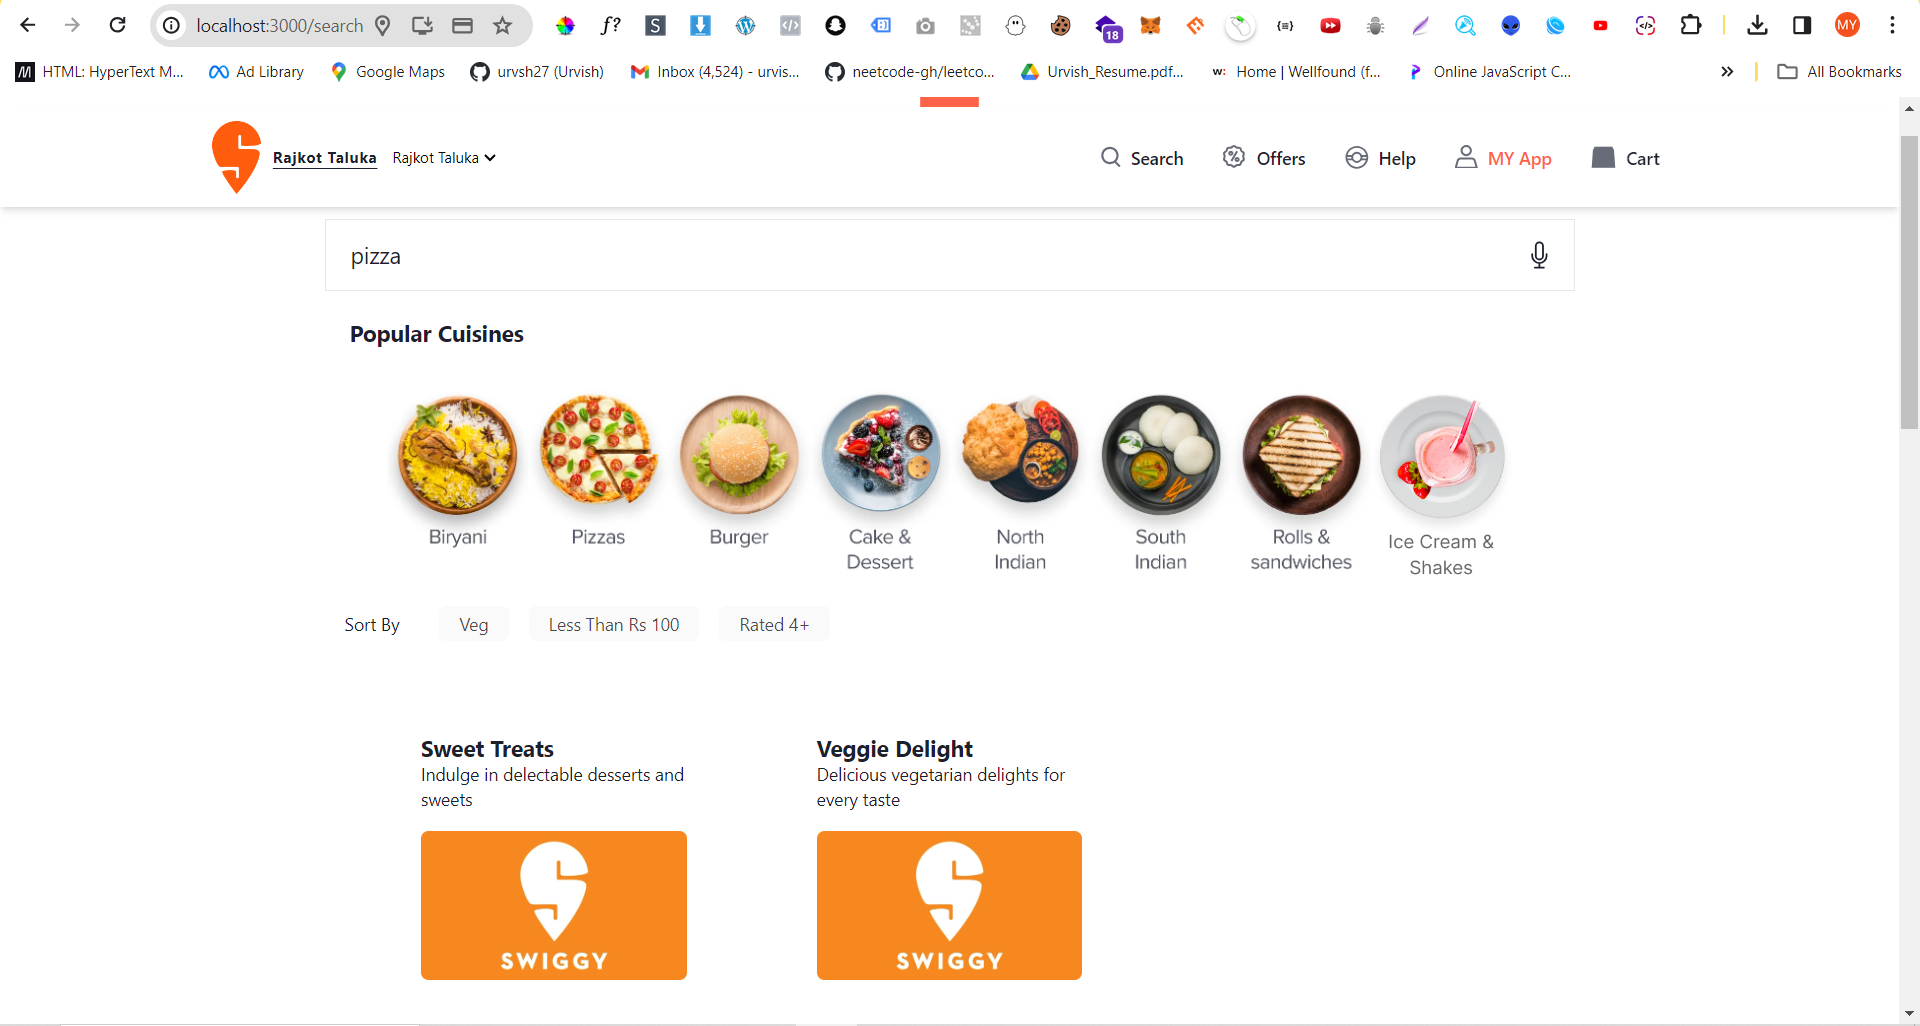 localhost:3000/search
f?
S
18
MY
HTML: HyperText M...
Ad Library
Google Maps
urvsh27 (Urvish)
Inbox (4,524) - urvis...
neetcode-gh/leetco...
Urvish_Resume.pdf...
w: Home | Wellfound (f...
Online JavaScript C...
All Bookmarks
Rajkot Taluka
Rajkot Taluka
Search
Offers
Help
MY App
Cart
pizza
Popular Cuisines
Biryani
Pizzas
Burger
Cake &
Dessert
North
Indian
South
Indian
Rolls &
sandwiches
Ice Cream &
Shakes
Sort By
Veg
Less Than Rs 100
Rated 4+
Sweet Treats
Indulge in delectable desserts and
sweets
SWIGGY
Veggie Delight
Delicious vegetarian delights for
every taste
SWIGGY